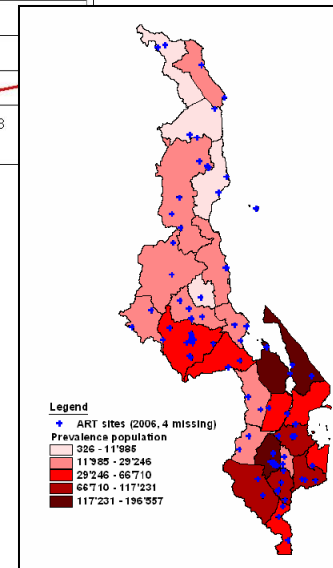 3
Legend
ART sites (2006, 4 missing)
Prevalence population
326 - 11'985
11'985 - 29'246
29'246 - 66'710
66'710 - 117'231
117'231 - 196'557